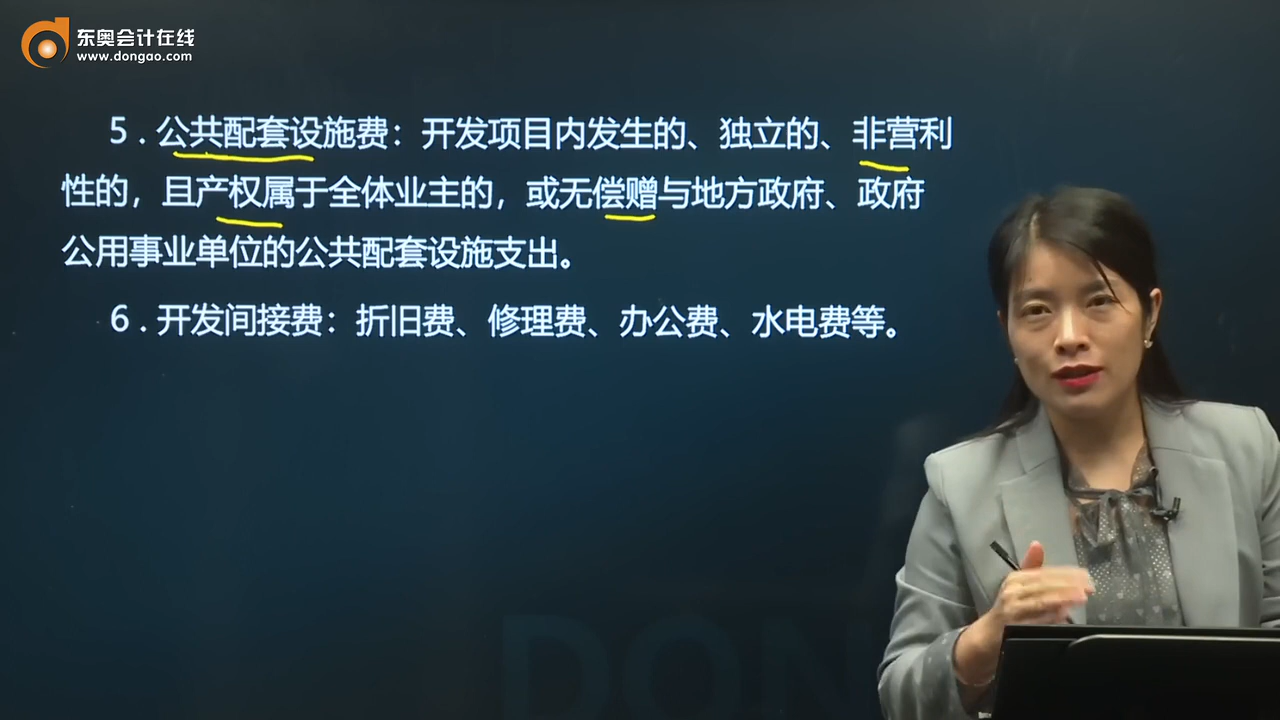 东奥会计在线
www.dongao.com
5 . 公共配套设施费：开发项目内发生的、独立的、非营利
性的，且产权属于全体业主的，或无偿赠与地方政府、政府
公用事业单位的公共配套设施支出。
6 . 开发间接费：折旧费、修理费、办公费、水电费等。
DON